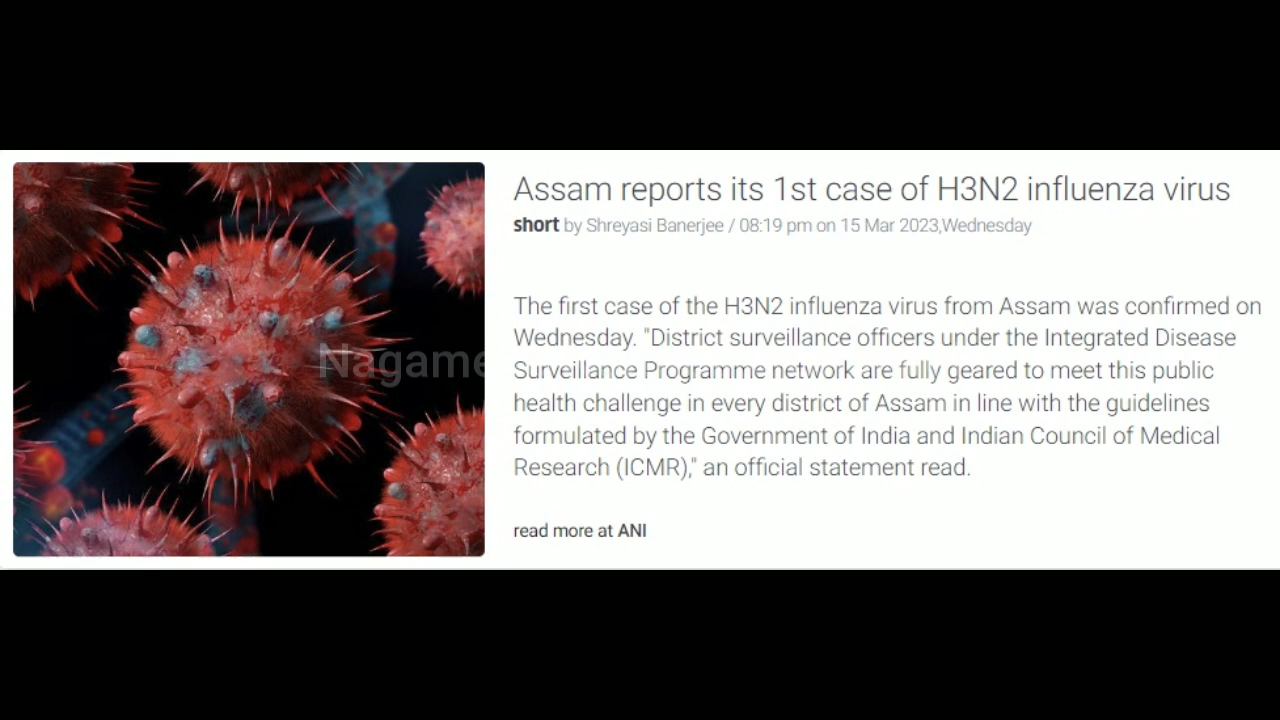 Assam reports its 1st case of H3N2 influenza virus
short by Shreyasi Banerjee / 08:19 pm on 15 Mar 2023,Wednesday
The first case of the H3N2 influenza virus from Assam was confirmed on
Wednesday. "District surveillance officers under the Integrated Disease
Surveillance Programme network are fully geared to meet this public
health challenge in every district of Assam in line with the guidelines
formulated by the Government of India and Indian Council of Medical
Research (ICMR)," an official statement read.
read more at ANI
Nagame